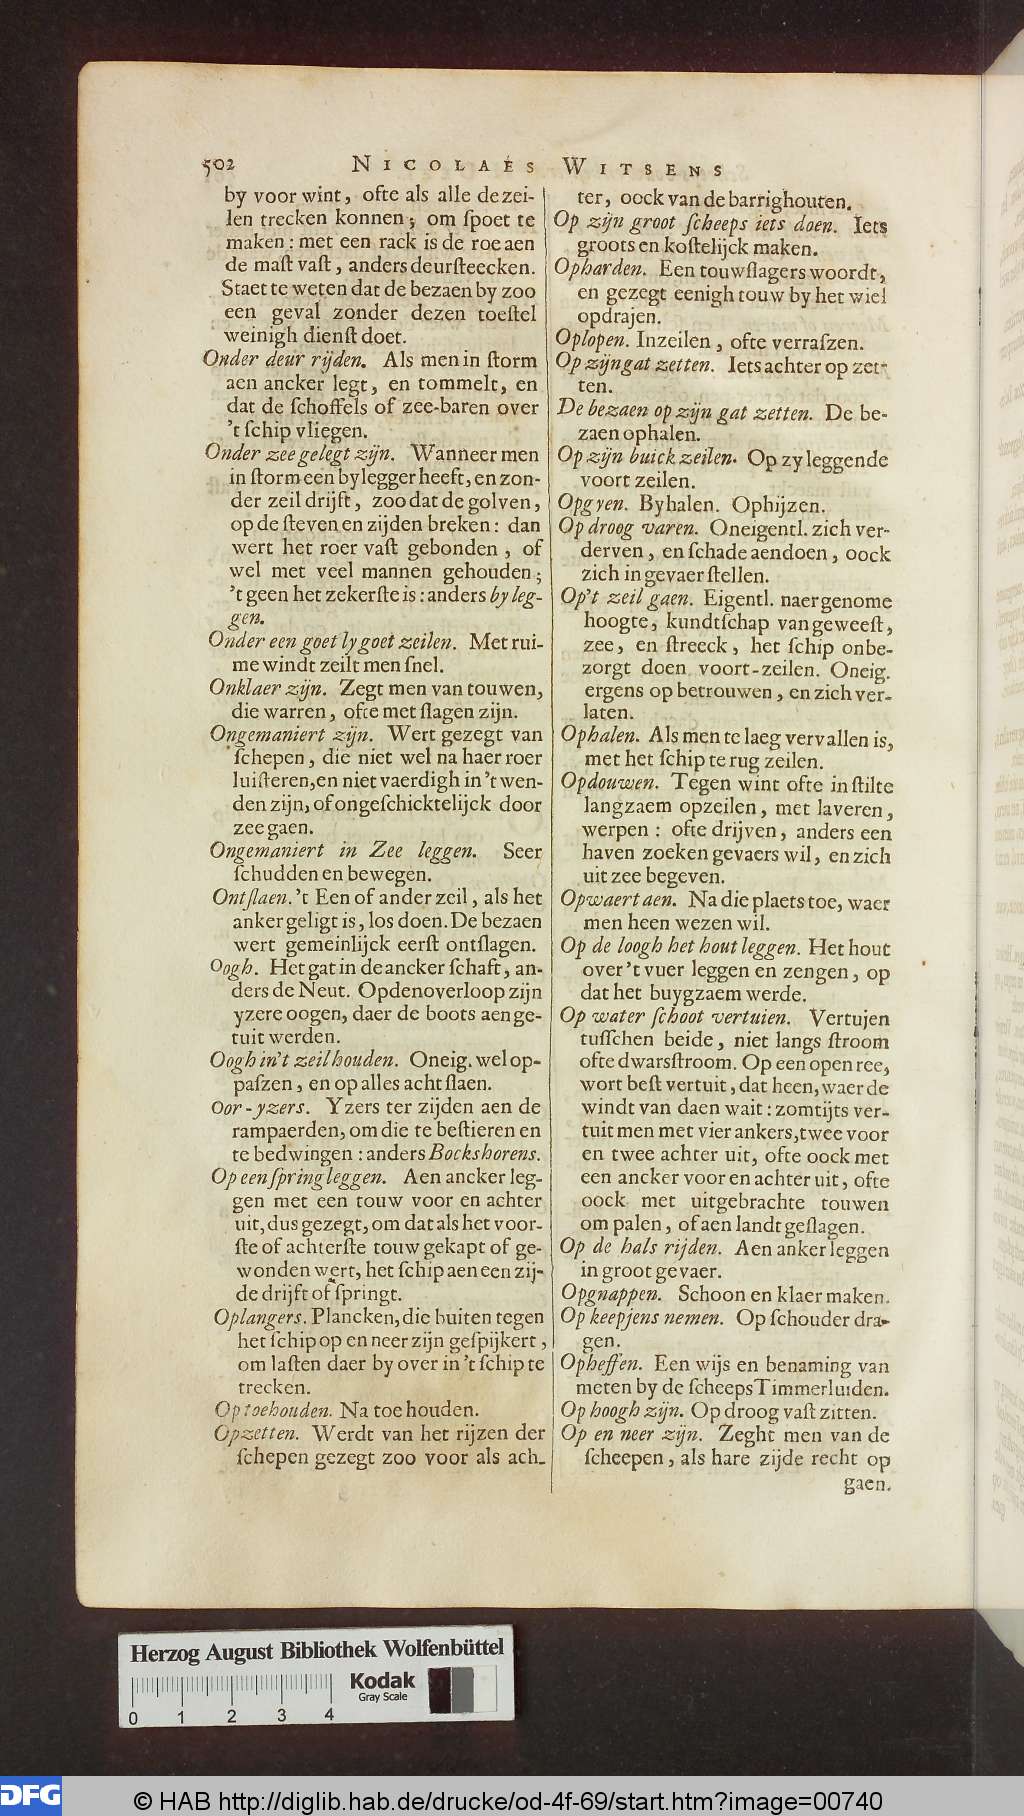 502 NICOLAES WITSENS
by voor wint, ofte als alle de zei-
len trecken konnen; om ſpoet te
maken: met een rack is de roe aen
de maſt vaſt, anders deurſteecken.
Staet te weten dat de bezaen by zoo
een geval zonder dezen toeſtel
weinigh dienſt doet.
Onder deur rijden. Als men in ſtorm
aen ancker legt, en tommelt, en
dat de ſchoffels of zee-baren over
't ſchip vliegen.
Onder zee gelegt zijn. Wanneer men
in ſtorm een bylegger heeft, en zon-
der zeil drijft, zoo dat de golven,
op de ſteven en zijden breken: dan
wert het roer vaſt gebonden, of
wel met veel mannen gehouden;
't geen het zekerſte is: anders by leg-
gen.
Onder een goet ly goet zeilen. Met rui-
me windt zeilt men ſnel.
Onklaer zijn. Zegt men van touwen,
die warren, ofte met ſlagen zijn.
Ongemaniert zijn. Wert gezegt van
ſchepen, die niet wel na haer roer
luiſteren, en niet vaerdigh in 't wen-
den zijn, of ongeſchicktelijck door
zee gaen.
Ongemaniert in Zee leggen. Seer
ſchudden en bewegen.
Ontſlaen. 't Een of ander zeil, als het
anker geligt is, los doen. De bezaen
wert gemeinlijck eerſt ontſlagen.
Oogh. Het gat in de ancker ſchaft, an-
ders de Neut. Op den overloop zijn
yzere oogen, daer de boots aen ge-
tuit werden.
Oogh in't zeil houden. Oneig. wel op-
paſzen, en op alles acht ſlaen.
Oor-yzers. Yzers ter zijden aen de
rampaerden, om die te beſtieren en
te bedwingen: anders Bockshorens.
Op een ſpring leggen. Aen ancker leg-
gen met een touw voor en achter
uit, dus gezegt, om dat als het voor-
ſte of achterſte touw gekapt of ge-
wonden wert, het ſchip aen een zij-
de drijft of ſpringt.
Oplangers. Plancken, die buiten tegen
het ſchip op en neer zijn geſpijkert,
om laſten daer by over in 't ſchip te
trecken.
Op toehouden. Na toe houden.
Opzetten. Werdt van het rijzen der
ſchepen gezegt zoo voor als ach-
ter, oock van de barrighouten.
Op zijn groot ſcheeps iets doen. Iets
groots en koſtelijck maken.
Opharden. Een touwſlagers woordt,
en gezegt eenigh touw by het wiel
opdrajen.
Oplopen. Inzeilen, ofte verraſzen.
Op zijn gat zetten. Iets achter op zet-
ten.
De bezaen op zijn gat zetten. De be-
zaen ophalen.
Op zijn buick zeilen. Op zy leggende
voort zeilen.
Opgyen. Byhalen. Ophijzen.
Op droog varen. Oneigentl. zich ver-
derven, en ſchade aendoen, oock
zich in gevaer ſtellen.
Op't zeil gaen. Eigentl. naer genome
hoogte, kundtſchap van geweeſt,
zee, en ſtreeck, het ſchip onbe-
zorgt doen voort-zeilen. Oneig.
ergens op betrouwen, en zich ver-
laten.
Ophalen. Als men te laeg vervallen is,
met het ſchip te rug zeilen.
Opdouwen. Tegen wint ofte in ſtilte
langzaem opzeilen, met laveren,
werpen: ofte drijven, anders een
haven zoeken gevaers wil, en zich
uit zee begeven.
Opwaert aen. Na die plaets toe, waer
men heen wezen wil.
Op de loogh het hout leggen. Het hout
over 't vuer leggen en zengen, op
dat het buygzaem werde.
Op water ſchoot vertuien. Vertujen
tuſſchen beide, niet langs ſtroom
ofte dwarsſtroom. Op een open ree,
wort beſt vertuit, dat heen, waer de
windt van daen wait: zomtijts ver-
tuit men met vier ankers, twee voor
en twee achter uit, ofte oock met
een ancker voor en achter uit, ofte
oock met uitgebrachte touwen
om palen, of aen landt geſlagen.
Op de hals rijden. Aen anker leggen
in groot gevaer.
Opgnappen. Schoon en klaer maken.
Op keepjens nemen. Op ſchouder dra-
gen.
Opheffen. Een wijs en benaming van
meten by de ſcheeps Timmerluiden.
Op hoogh zijn. Op droog vaſt zitten.
Op en neer zijn. Zeght men van de
ſcheepen, als hare zijde recht op
gaen.
Herzog August Bibliothek Wolfenbüttel
Kodak
Gray Scale
0 1 2 3 4
DFG © HAB http://diglib.hab.de/drucke/od-4f-69/start.htm?image=00740